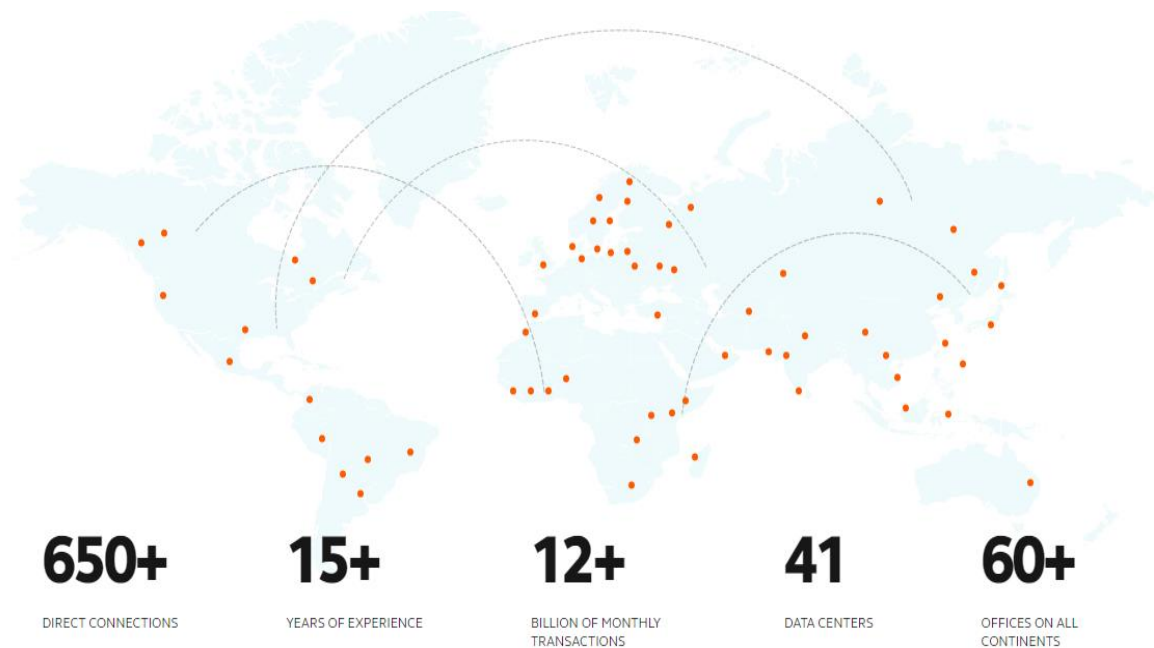 650+
15+
12+
41
60+
DIRECT CONNECTIONS
YEARS OF EXPERIENCE
BILLION OF MONTHLY
TRANSACTIONS
DATA CENTERS
OFFICES ON ALL
CONTINENTS